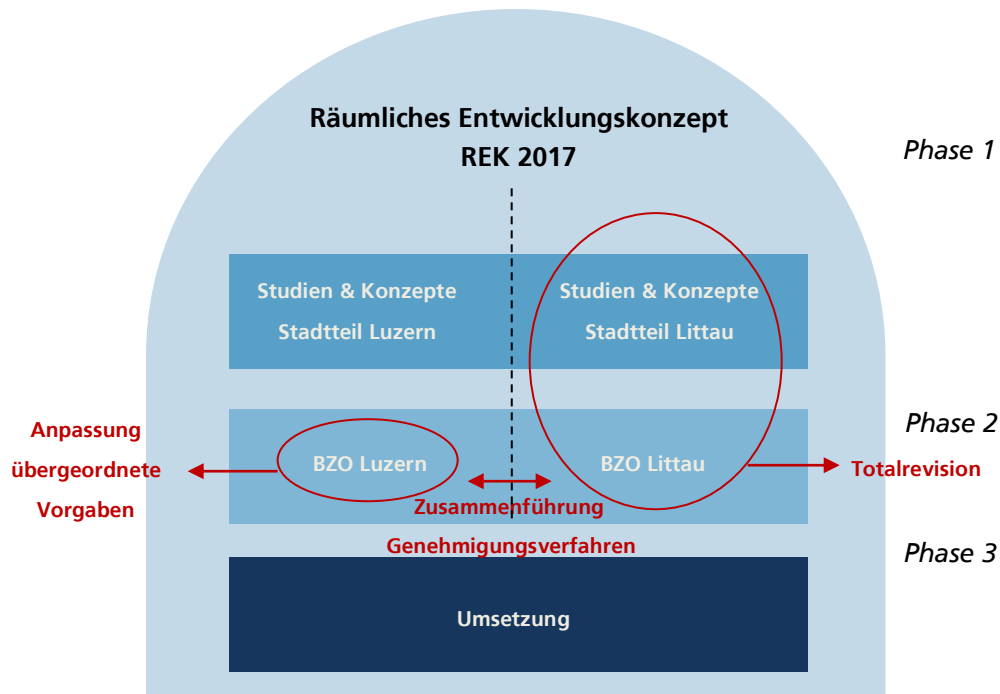 Räumliches Entwicklungskonzept
REK 2017
Phase 1
Studien & Konzepte
Stadtteil Luzern
Studien & Konzepte
Stadtteil Littau
Phase 2
Anpassung
übergeordnete
Vorgaben
BZO Luzern
BZO Littau
Totalrevision
Zusammenführung
Genehmigungsverfahren
Phase 3
Umsetzung